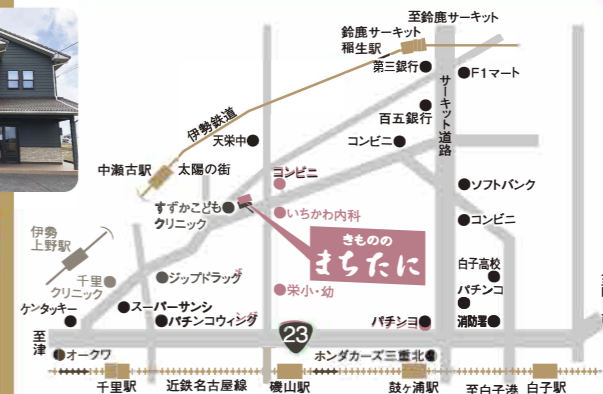 至鈴鹿サーキット
鈴鹿サーキット
稲生駅
第三銀行
F1マート
サーキット道路
百五銀行
伊勢鉄道
天栄中
コンビニ
中瀬古駅
太陽の街
コンビニ
ソフトバンク
すずかこども
クリニック
いちかわ内科
コンビニ
きものの
まちたに
伊勢
上野駅
白子高校
千里
クリニック
ジップドラッグ
栄小・幼
パチンコ
ケンタッキー
スーパーサンシ
パチンコウィング
パチンコ
消防署
至津
23
オークワ
ホンダカーズ三重北
千里駅
近鉄名古屋線
磯山駅
鼓ヶ浦駅
至白子港
白子駅